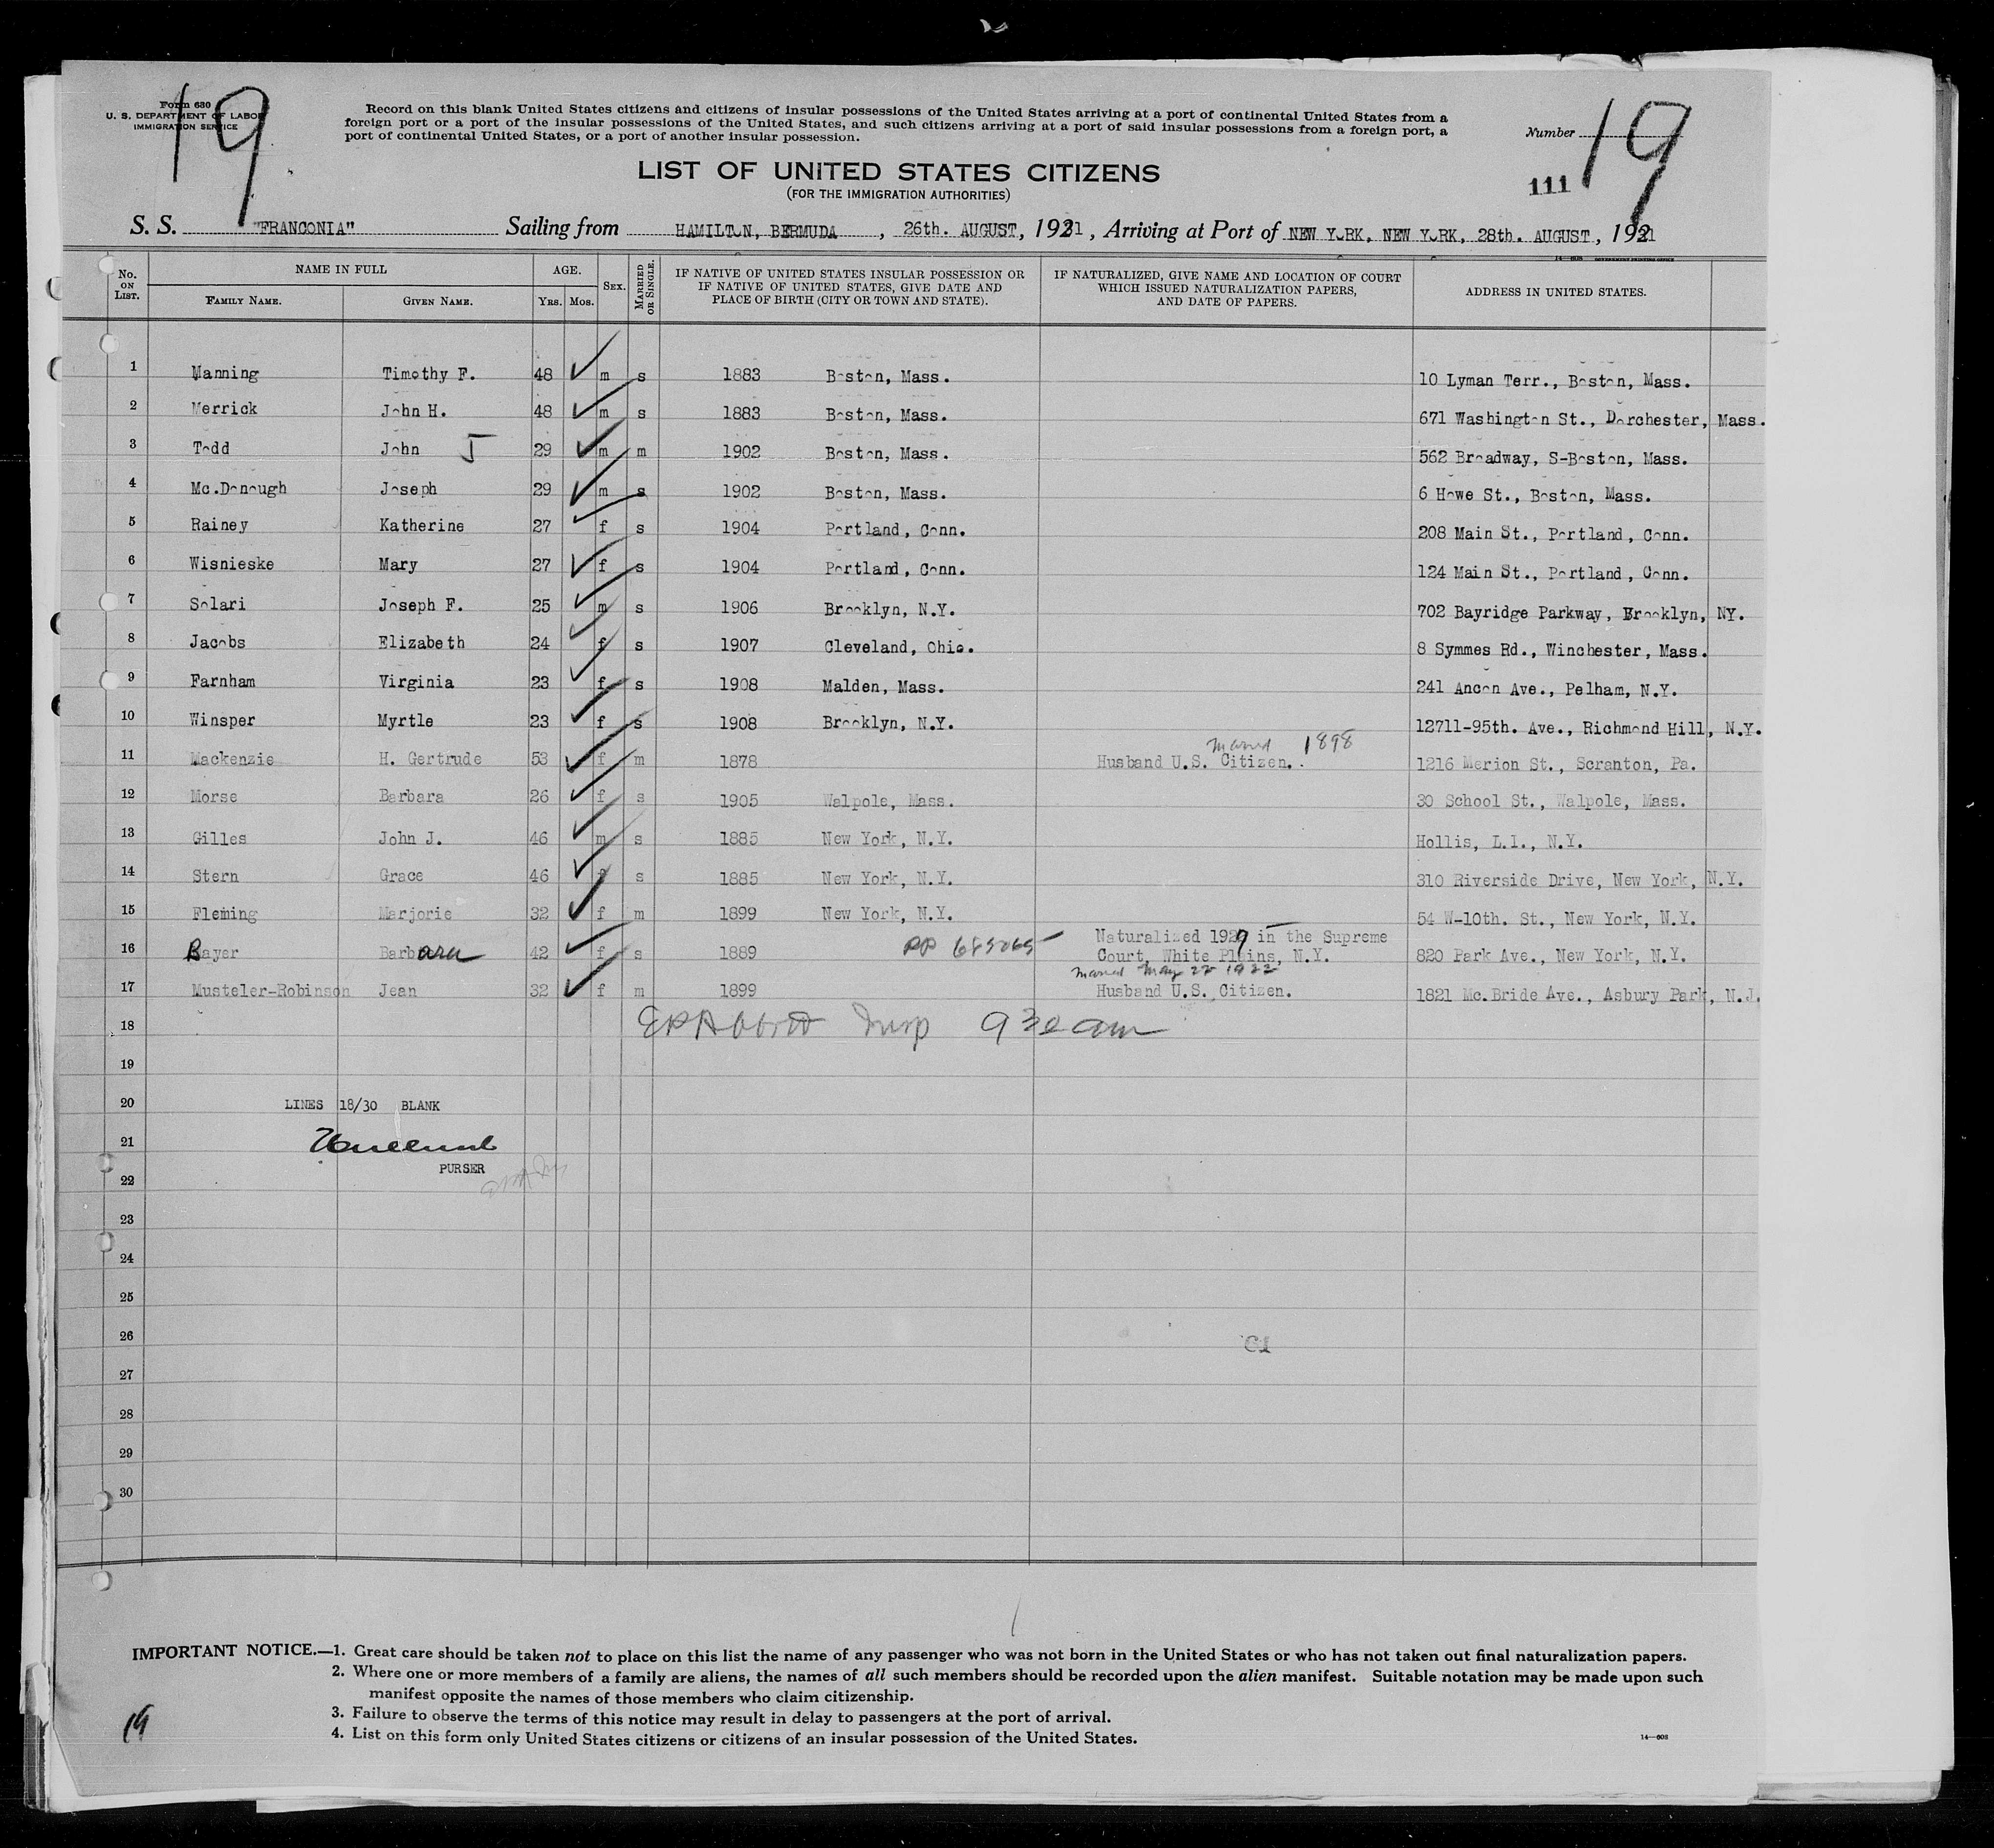 19
Form 630
U. S. DEPARTMENT OF LABOR
IMMIGRATION SERVICE
Record on this blank United States citizens and citizens of insular possessions of the United States arriving at a port of continental United States from a
foreign port or a port of the insular possessions of the United States, and such citizens arriving at a port of said insular possessions from a foreign port, a
port of continental United States, or a port of another insular possession.
Number 19
LIST OF UNITED STATES CITIZENS
(FOR THE IMMIGRATION AUTHORITIES)
111
S. S. "FRANCONIA" Sailing from HAMILTON, BERMUDA, 26th. AUGUST, 1931, Arriving at Port of NEW YORK, NEW YORK, 28th. AUGUST, 1931
14—608 GOVERNMENT PRINTING OFFICE
No. ON LIST. NAME IN FULL FAMILY NAME. GIVEN NAME. AGE. YRS. MOS. SEX. MARRIED OR SINGLE. IF NATIVE OF UNITED STATES INSULAR POSSESSION OR IF NATIVE OF UNITED STATES, GIVE DATE AND PLACE OF BIRTH (CITY OR TOWN AND STATE). IF NATURALIZED, GIVE NAME AND LOCATION OF COURT WHICH ISSUED NATURALIZATION PAPERS, AND DATE OF PAPERS. ADDRESS IN UNITED STATES.
1 Manning Timothy F. 48 m s 1883 Boston, Mass. 10 Lyman Terr., Boston, Mass.
2 Merrick John H. 48 m s 1883 Boston, Mass. 671 Washington St., Dorchester, Mass.
3 Todd John J 29 m m 1902 Boston, Mass. 562 Broadway, S-Boston, Mass.
4 Mc.Donough Joseph 29 m s 1902 Boston, Mass. 6 Howe St., Boston, Mass.
5 Rainey Katherine 27 f s 1904 Portland, Conn. 208 Main St., Portland, Conn.
6 Wisnieske Mary 27 f s 1904 Portland, Conn. 124 Main St., Portland, Conn.
7 Solari Joseph F. 25 m s 1906 Brooklyn, N.Y. 702 Bayridge Parkway, Brooklyn, NY.
8 Jacobs Elizabeth 24 f s 1907 Cleveland, Ohio. 8 Symmes Rd., Winchester, Mass.
9 Farnham Virginia 23 f s 1908 Malden, Mass. 241 Ancon Ave., Pelham, N.Y.
10 Winsper Myrtle 23 f s 1908 Brooklyn, N.Y. 12711-95th. Ave., Richmond Hill, N.Y.
married 1898
11 Mackenzie H. Gertrude 53 f m 1878 Husband U.S. Citizen. 1216 Merion St., Scranton, Pa.
12 Morse Barbara 26 f s 1905 Walpole, Mass. 30 School St., Walpole, Mass.
13 Gilles John J. 46 m s 1885 New York, N.Y. Hollis, L.I., N.Y.
14 Stern Grace 46 f s 1885 New York, N.Y. 310 Riverside Drive, New York, N.Y.
15 Fleming Marjorie 32 f m 1899 New York, N.Y. 54 W-10th. St., New York, N.Y.
Naturalized 1929 in the Supreme
16 Bayer Barbara 42 f s 1889 PP 685065 Court, White Plains, N.Y. 820 Park Ave., New York, N.Y.
married May 22 1922
17 Musteler-Robinson Jean 32 f m 1899 Husband U.S. Citizen. 1821 Mc.Bride Ave., Asbury Park, N.J.
18 Insp 930 am
19
20 LINES 18/30 BLANK
21
PURSER
22
23
24
25
26
27
28
29
30
IMPORTANT NOTICE.—1. Great care should be taken not to place on this list the name of any passenger who was not born in the United States or who has not taken out final naturalization papers.
2. Where one or more members of a family are aliens, the names of all such members should be recorded upon the alien manifest. Suitable notation may be made upon such
manifest opposite the names of those members who claim citizenship.
3. Failure to observe the terms of this notice may result in delay to passengers at the port of arrival.
4. List on this form only United States citizens or citizens of an insular possession of the United States.
19
14—608